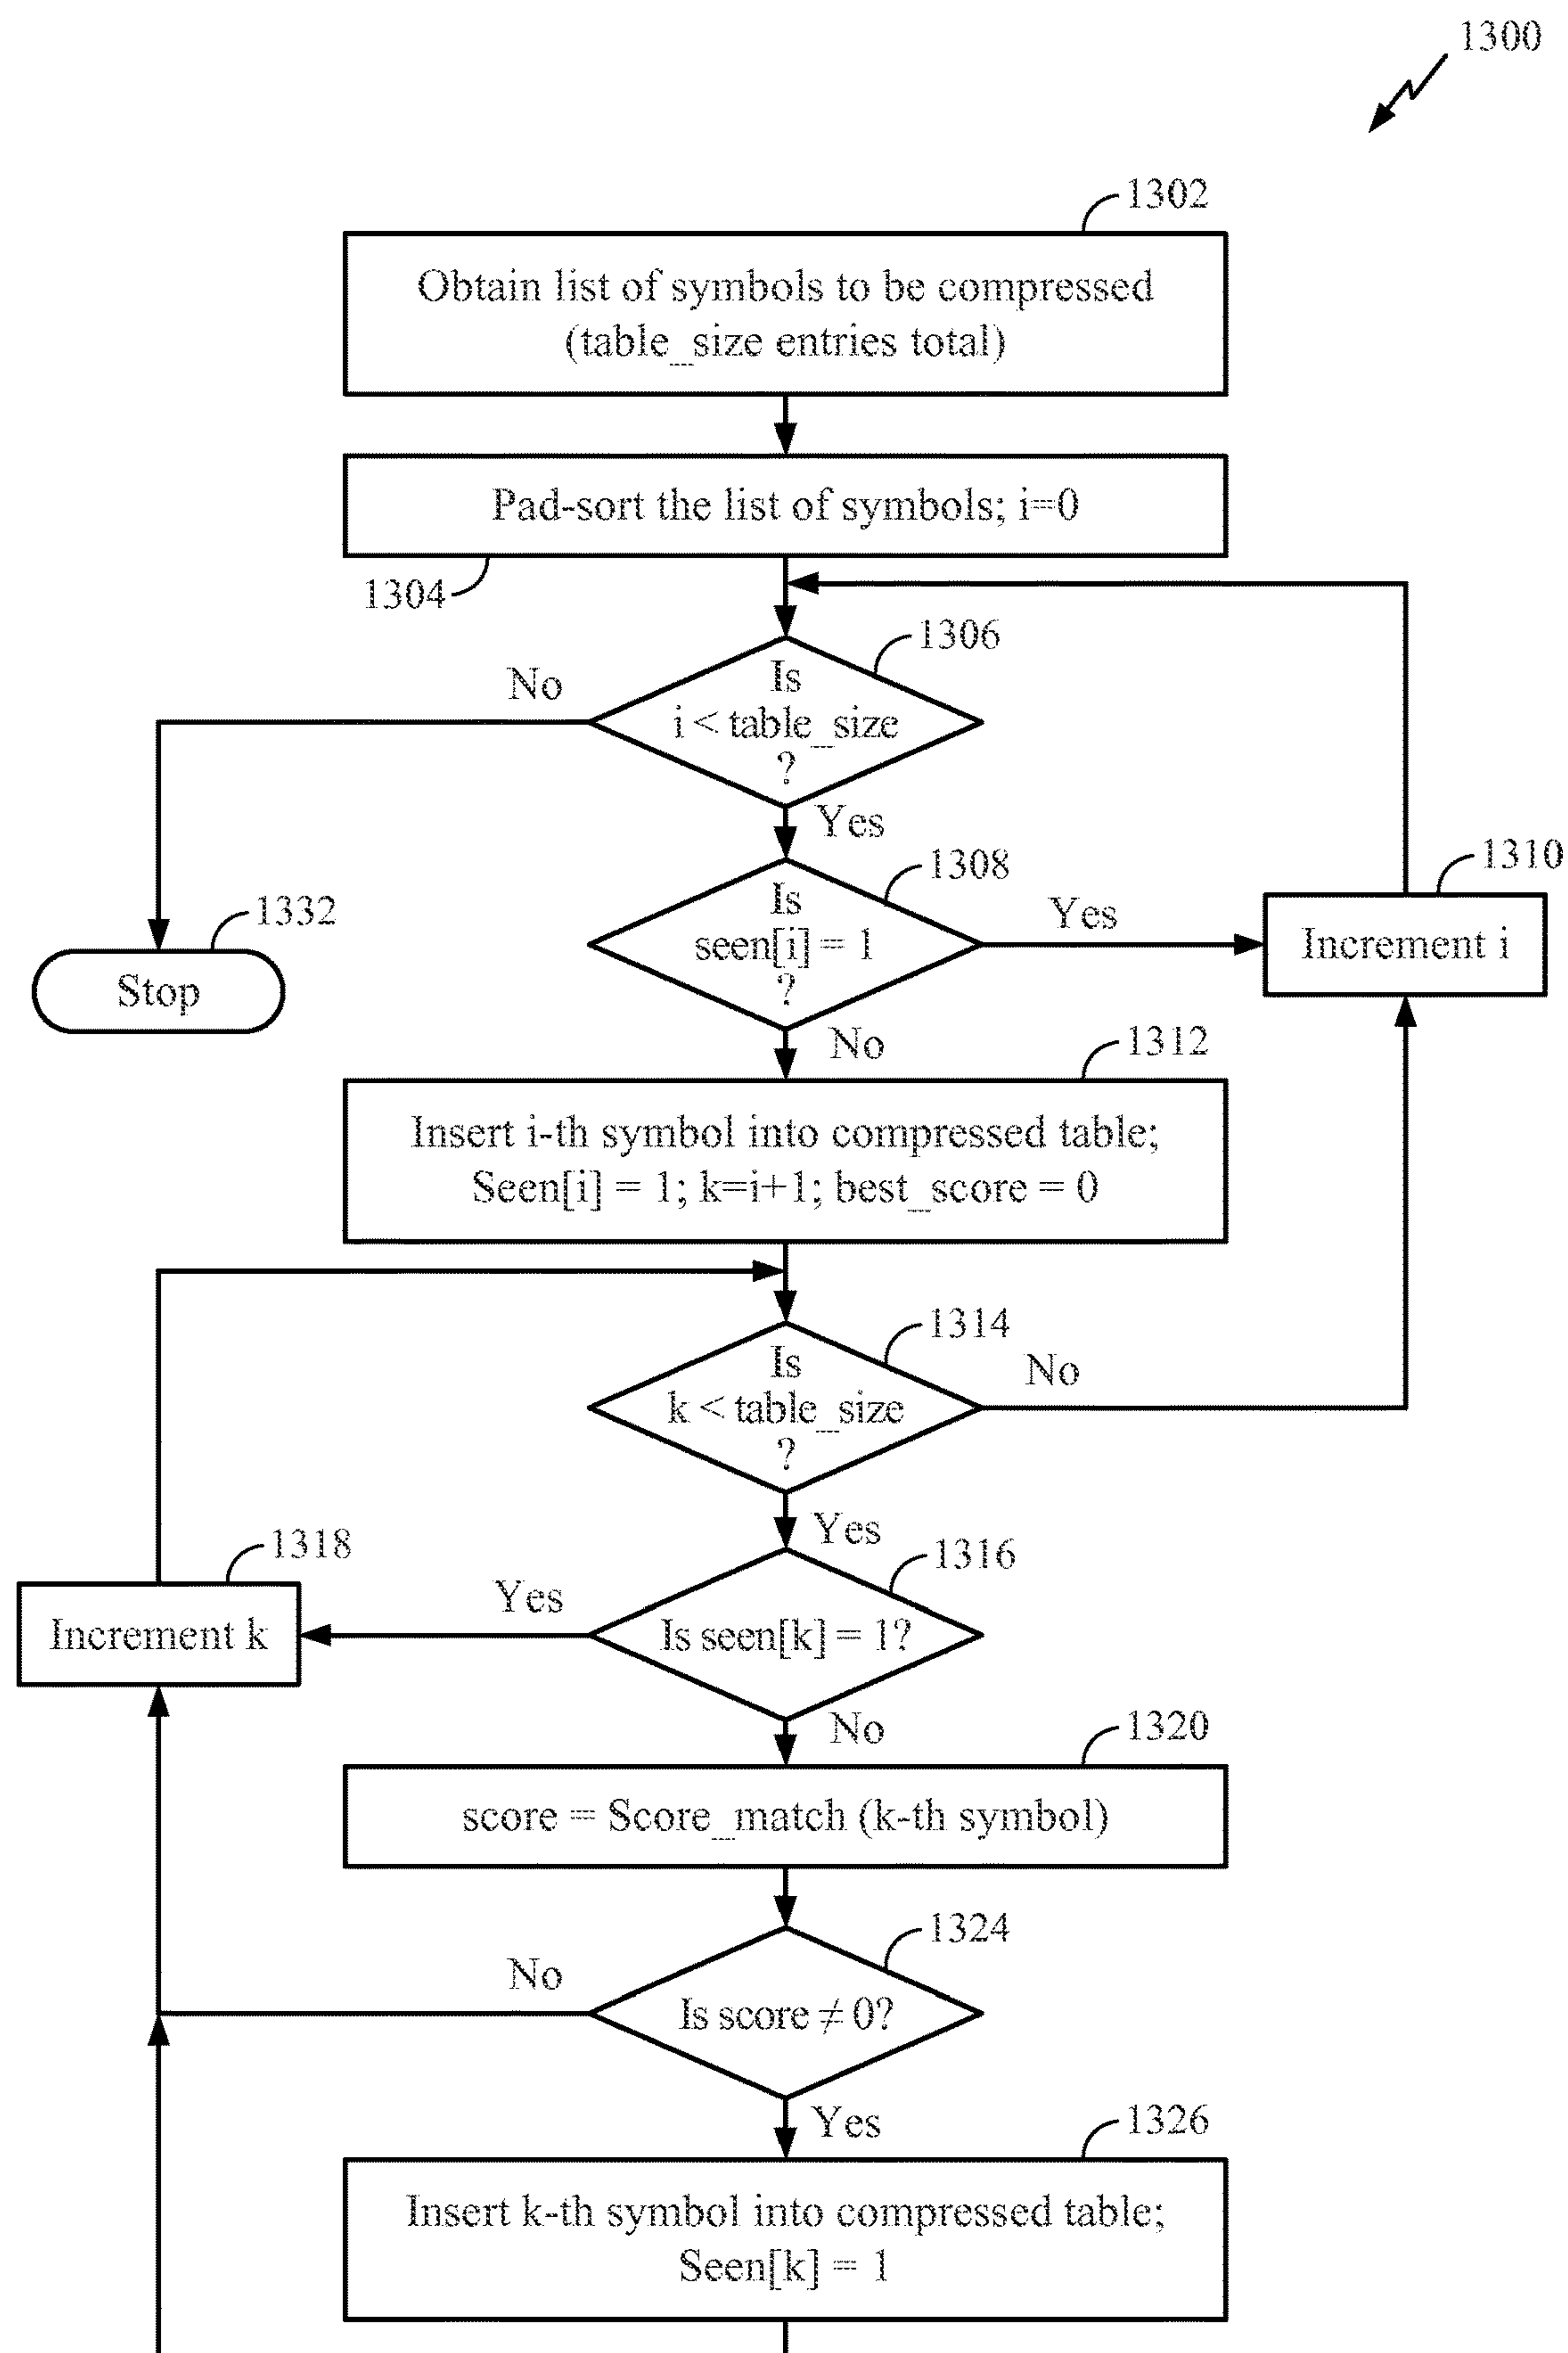 1300
1302
Obtain list of symbols to be compressed
(table_size entries total)
Pad-sort the list of symbols; i=0
1304
1306
No
Is
i < table_size
?
Yes
1308
1310
Is
seen[i] = 1
?
Yes
Increment i
1332
Stop
No
1312
Insert i-th symbol into compressed table;
Seen[i] = 1; k=i+1; best_score = 0
1314
Is
k < table_size
?
No
Yes
1318
1316
Increment k
Yes
Is seen[k] = 1?
No
1320
score = Score_match (k-th symbol)
1324
No
Is score ≠ 0?
Yes
1326
Insert k-th symbol into compressed table;
Seen[k] = 1